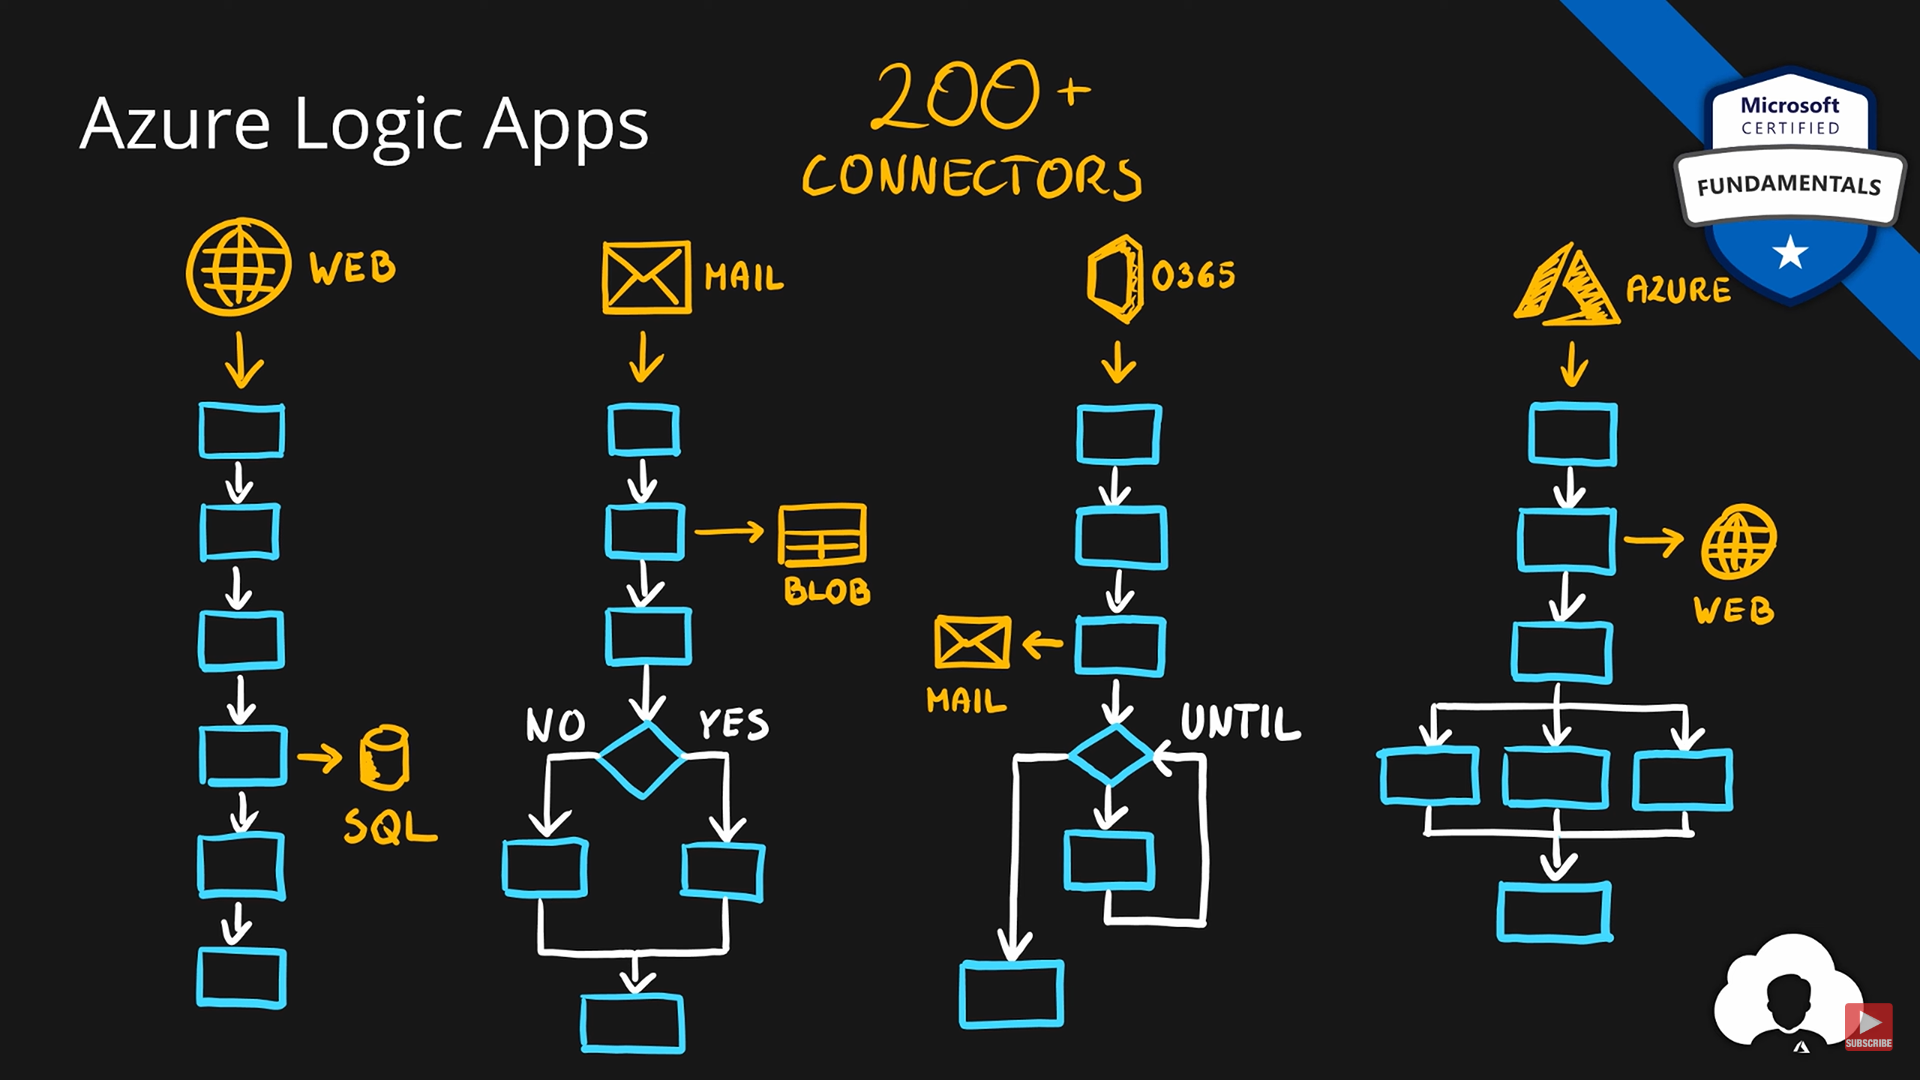 Azure Logic Apps
200+
CONNECTORS
Microsoft
CERTIFIED
FUNDAMENTALS
WEB
MAIL
O365
AZURE
BLOB
WEB
MAIL
NO
YES
UNTIL
SQL
SUBSCRIBE